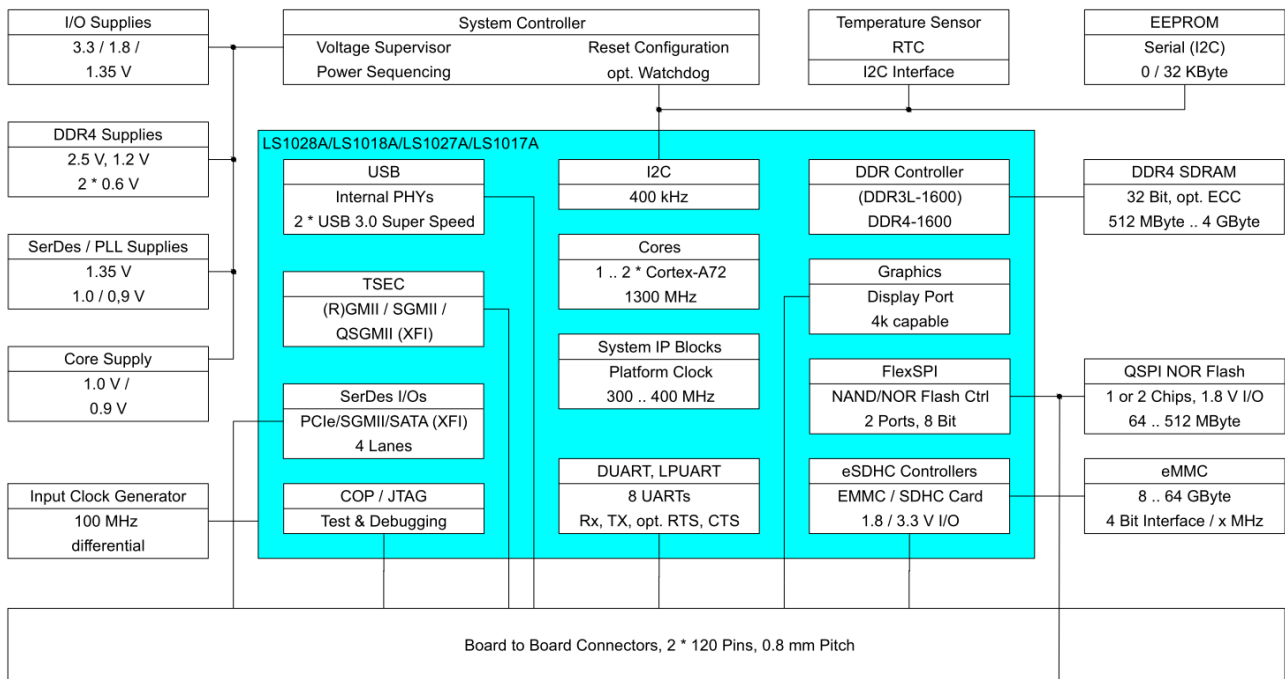 I/O Supplies
3.3 / 1.8 /
1.35 V
System Controller
Voltage Supervisor
Reset Configuration
Power Sequencing
opt. Watchdog
Temperature Sensor
RTC
I2C Interface
EEPROM
Serial (I2C)
0 / 32 KByte
DDR4 Supplies
2.5 V, 1.2 V
2 * 0.6 V
SerDes / PLL Supplies
1.35 V
1.0 / 0,9 V
Core Supply
1.0 V /
0.9 V
Input Clock Generator
100 MHz
differential
LS1028A/LS1018A/LS1027A/LS1017A
USB
Internal PHYs
2 * USB 3.0 Super Speed
TSEC
(R)GMII / SGMII /
QSGMII (XFI)
SerDes I/Os
PCIe/SGMII/SATA (XFI)
4 Lanes
COP / JTAG
Test & Debugging
I2C
400 kHz
Cores
1 .. 2 * Cortex-A72
1300 MHz
System IP Blocks
Platform Clock
300 .. 400 MHz
DUART, LPUART
8 UARTs
Rx, TX, opt. RTS, CTS
DDR Controller
(DDR3L-1600)
DDR4-1600
Graphics
Display Port
4k capable
FlexSPI
NAND/NOR Flash Ctrl
2 Ports, 8 Bit
eSDHC Controllers
EMMC / SDHC Card
1.8 / 3.3 V I/O
DDR4 SDRAM
32 Bit, opt. ECC
512 MByte .. 4 GByte
QSPI NOR Flash
1 or 2 Chips, 1.8 V I/O
64 .. 512 MByte
eMMC
8 .. 64 GByte
4 Bit Interface / x MHz
Board to Board Connectors, 2 * 120 Pins, 0.8 mm Pitch